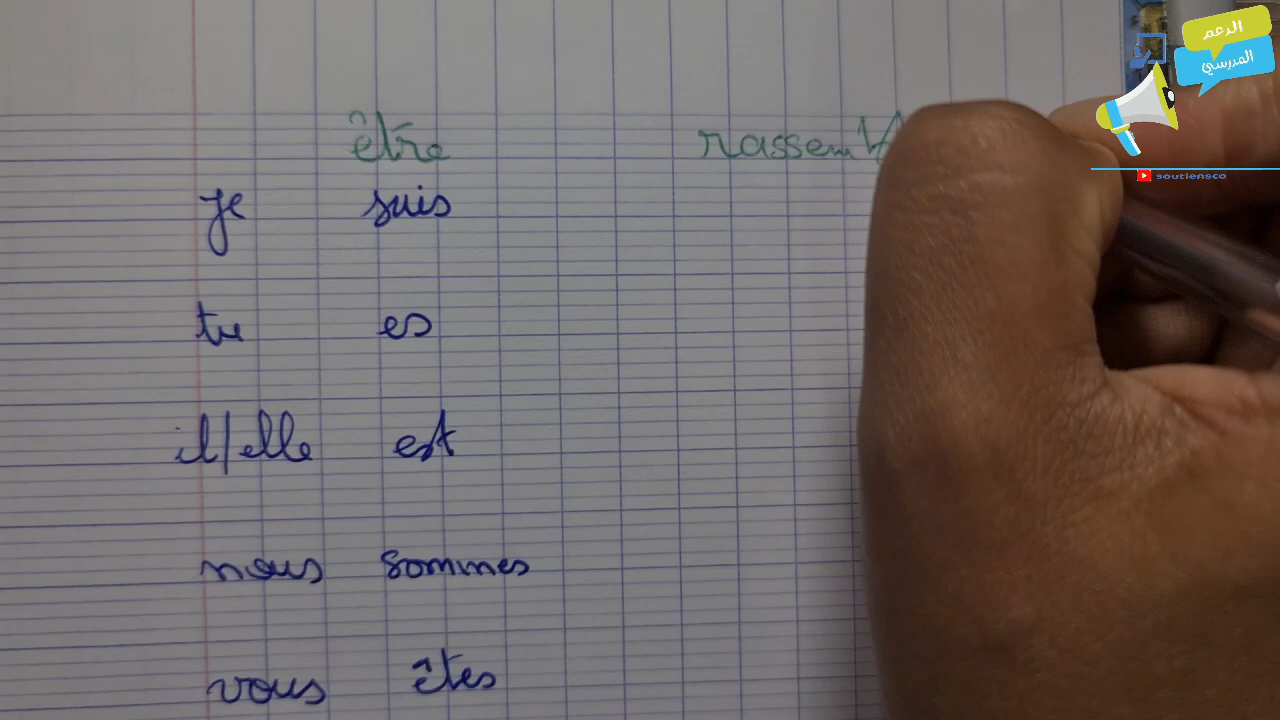 الدعم
المدرسي
soutiensco
être
je suis
tu es
il/elle est
nous sommes
vous êtes